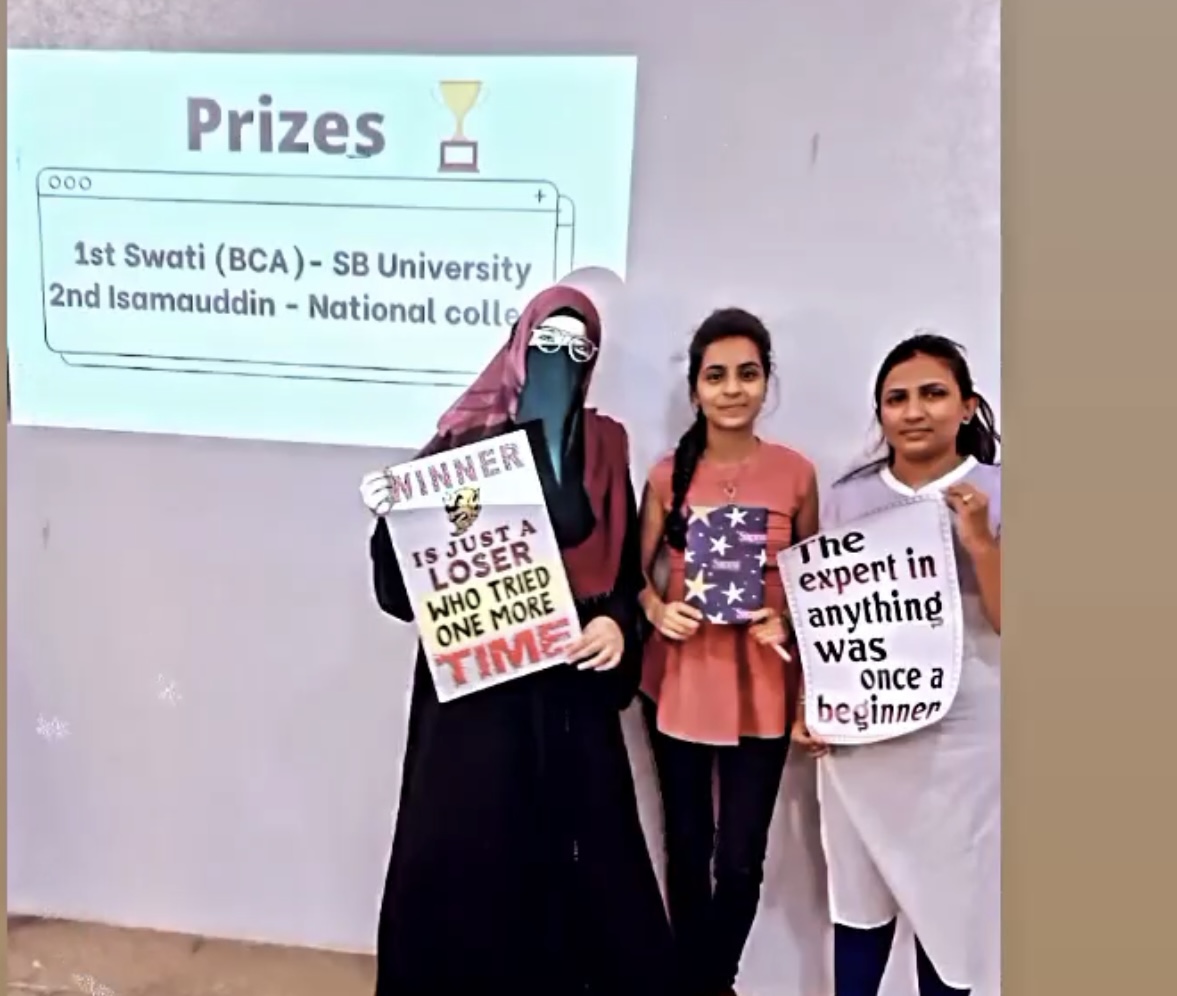 Prizes
1st Swati (BCA) - SB University
2nd Isamauddin - National colle
WINNER
IS JUST A
LOSER
WHO TRIED
ONE MORE
TIME
The
expert in
anything
was
once a
beginner